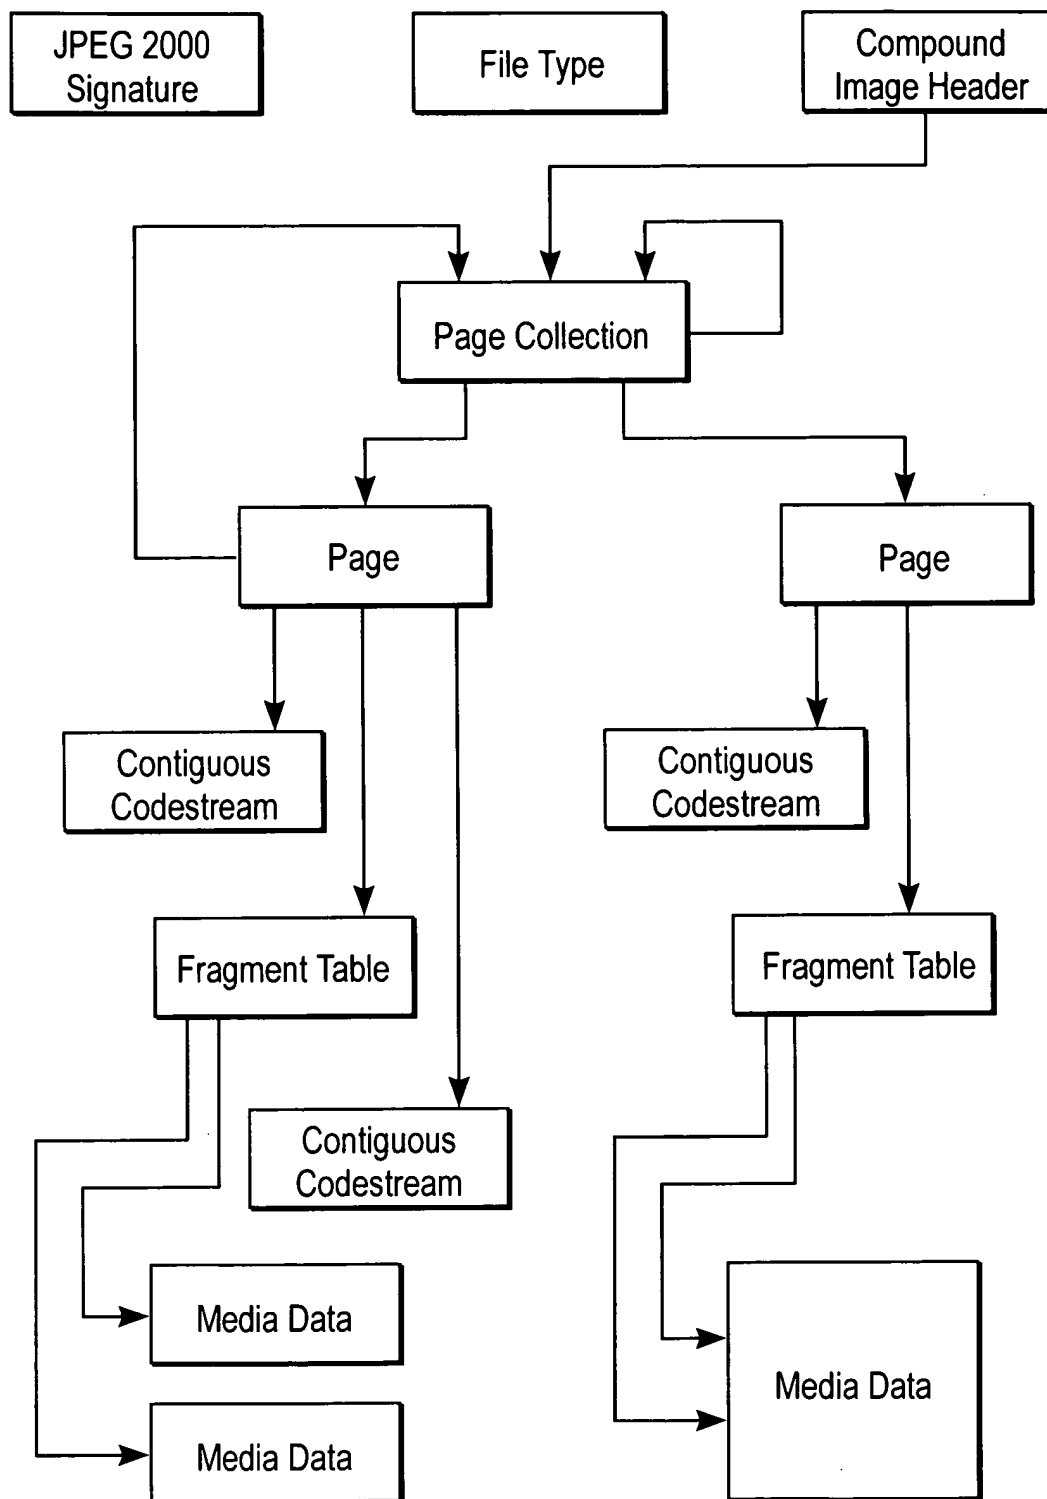 JPEG 2000
Signature
File Type
Compound
Image Header
Page Collection
Page
Page
Contiguous
Codestream
Contiguous
Codestream
Fragment Table
Fragment Table
Contiguous
Codestream
Media Data
Media Data
Media Data